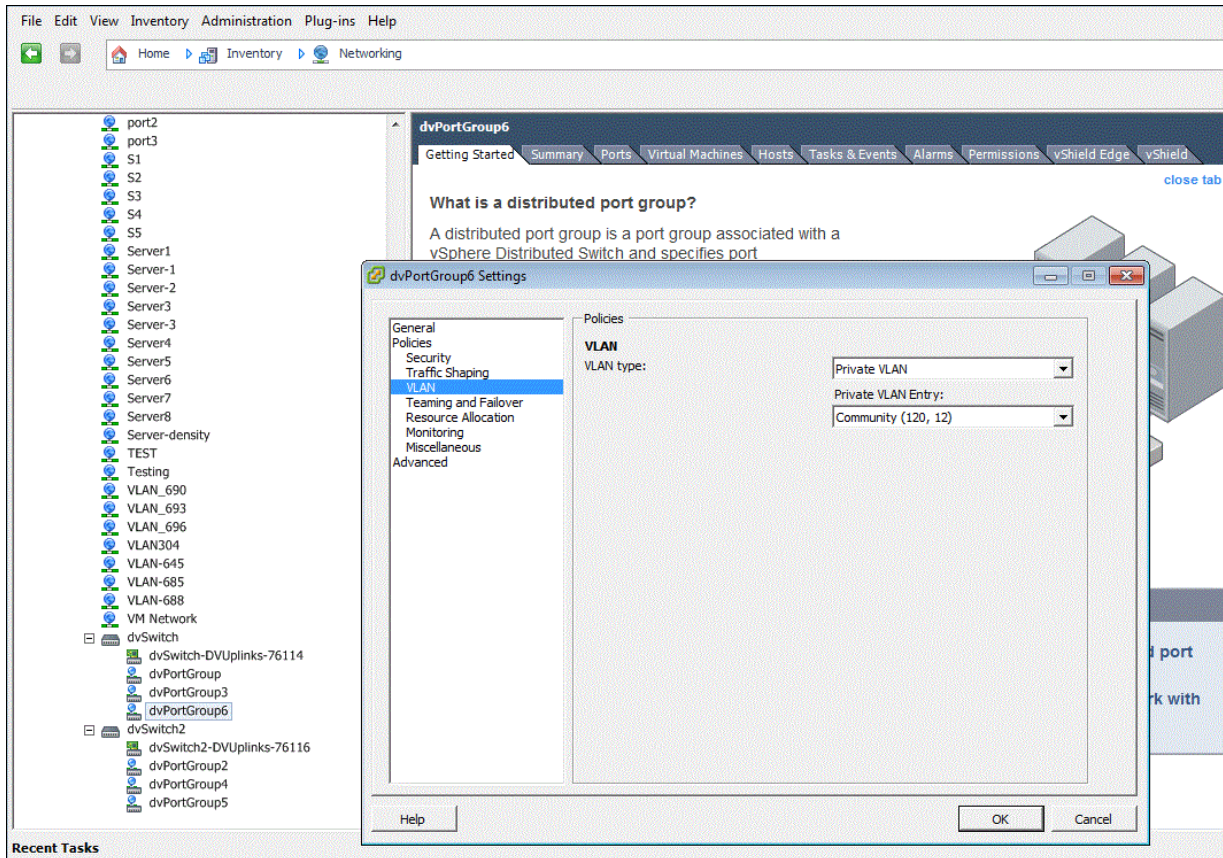 File Edit View Inventory Administration Plug-ins Help
Home Inventory Networking
port2
port3
S1
S2
S3
S4
S5
Server1
Server-1
Server-2
Server3
Server-3
Server4
Server5
Server6
Server7
Server8
Server-density
TEST
Testing
VLAN_690
VLAN_693
VLAN_696
VLAN304
VLAN-645
VLAN-685
VLAN-688
VM Network
dvSwitch
dvSwitch-DVUplinks-76114
dvPortGroup
dvPortGroup3
dvPortGroup6
dvSwitch2
dvSwitch2-DVUplinks-76116
dvPortGroup2
dvPortGroup4
dvPortGroup5
dvPortGroup6
Getting Started Summary Ports Virtual Machines Hosts Tasks & Events Alarms Permissions vShield Edge vShield
close tab
What is a distributed port group?
A distributed port group is a port group associated with a
vSphere Distributed Switch and specifies port
dvPortGroup6 Settings
General
Policies
Security
Traffic Shaping
VLAN
Teaming and Failover
Resource Allocation
Monitoring
Miscellaneous
Advanced
Policies
VLAN
VLAN type:
Private VLAN
Private VLAN Entry:
Community (120, 12)
port
with
Help OK Cancel
Recent Tasks